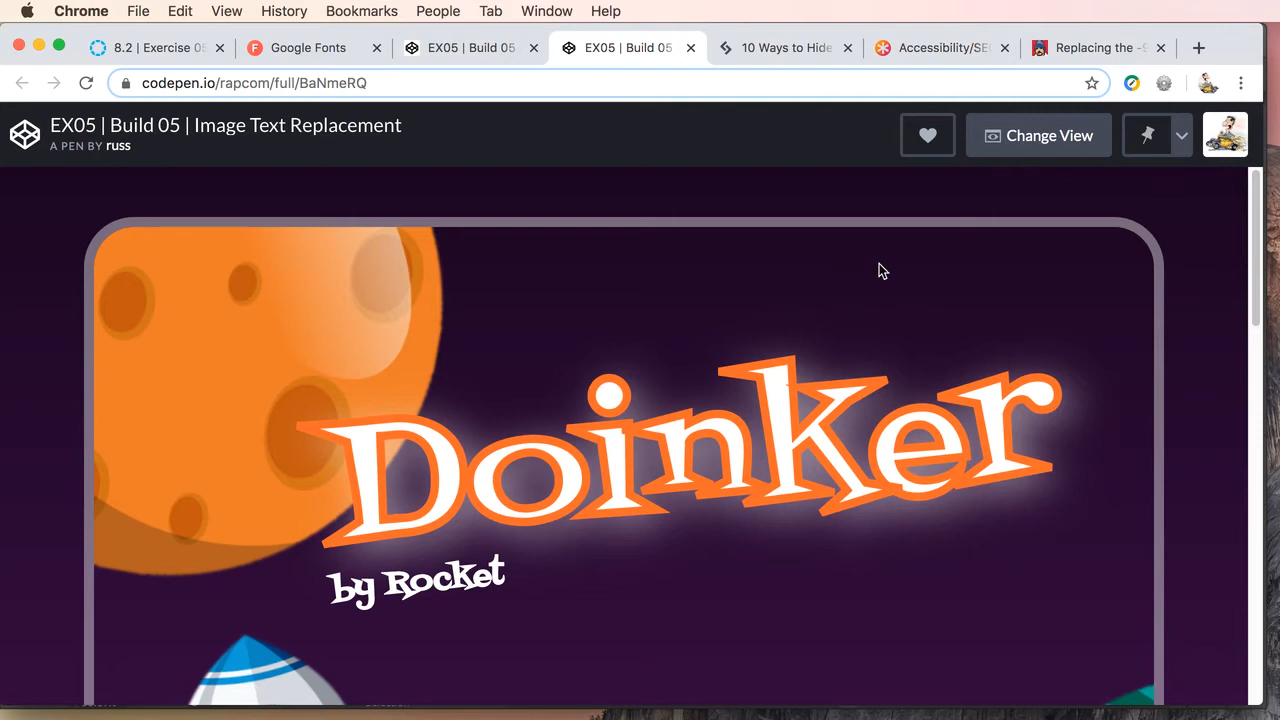 Chrome File Edit View History Bookmarks People Tab Window Help
8.2 | Exercise 05 Google Fonts EX05 | Build 05 EX05 | Build 05 10 Ways to Hide Accessibility/SE Replacing the
codepen.io/rapcom/full/BaNmeRQ
EX05 | Build 05 | Image Text Replacement
A PEN BY russ
Change View
Doinker
by Rocket